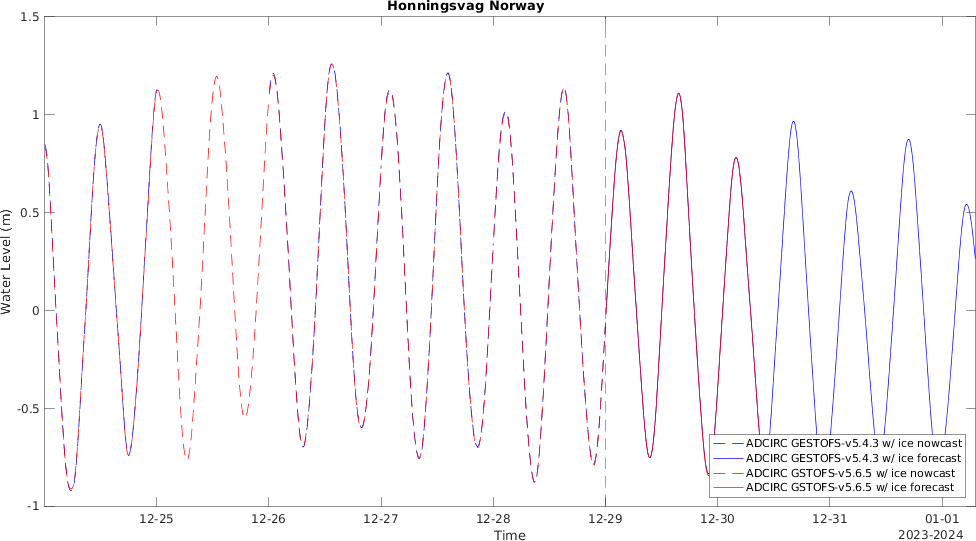 Honningsvag Norway
1.5
1
0.5
0
-0.5
-1
Water Level (m)
12-25
12-26
12-27
12-28
12-29
12-30
12-31
01-01
Time
2023-2024
ADCIRC GESTOFS-v5.4.3 w/ ice nowcast
ADCIRC GESTOFS-v5.4.3 w/ ice forecast
ADCIRC GSTOFS-v5.6.5 w/ ice nowcast
ADCIRC GSTOFS-v5.6.5 w/ ice forecast